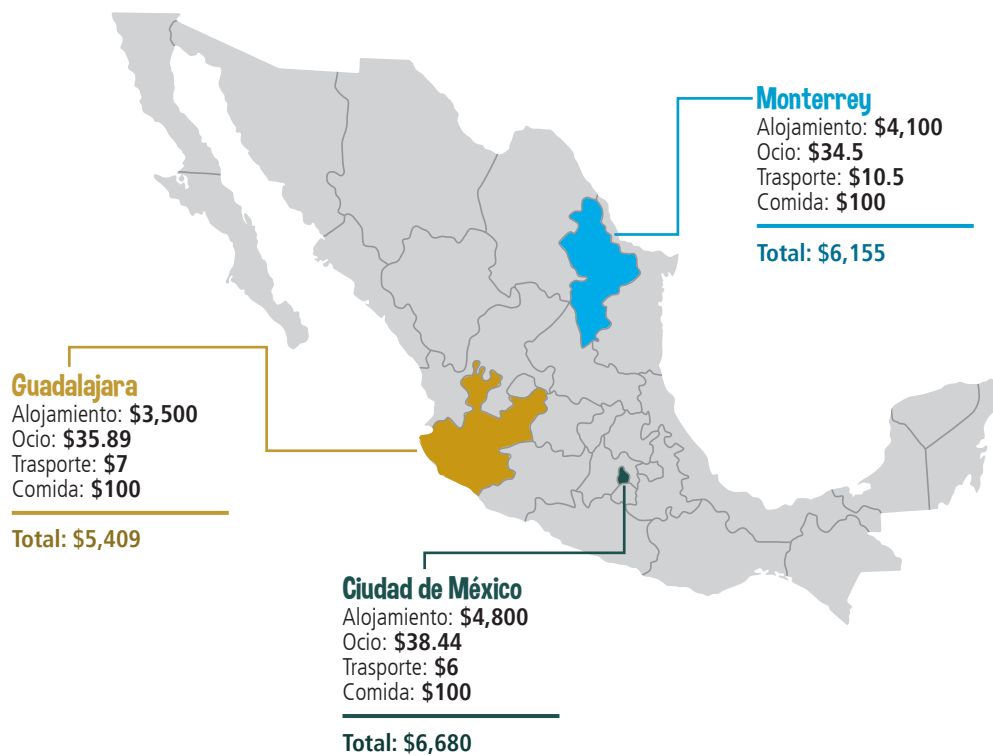 Monterrey
Alojamiento: $4,100
Ocio: $34.5
Trasporte: $10.5
Comida: $100
Total: $6,155
Guadalajara
Alojamiento: $3,500
Ocio: $35.89
Trasporte: $7
Comida: $100
Total: $5,409
Ciudad de México
Alojamiento: $4,800
Ocio: $38.44
Trasporte: $6
Comida: $100
Total: $6,680